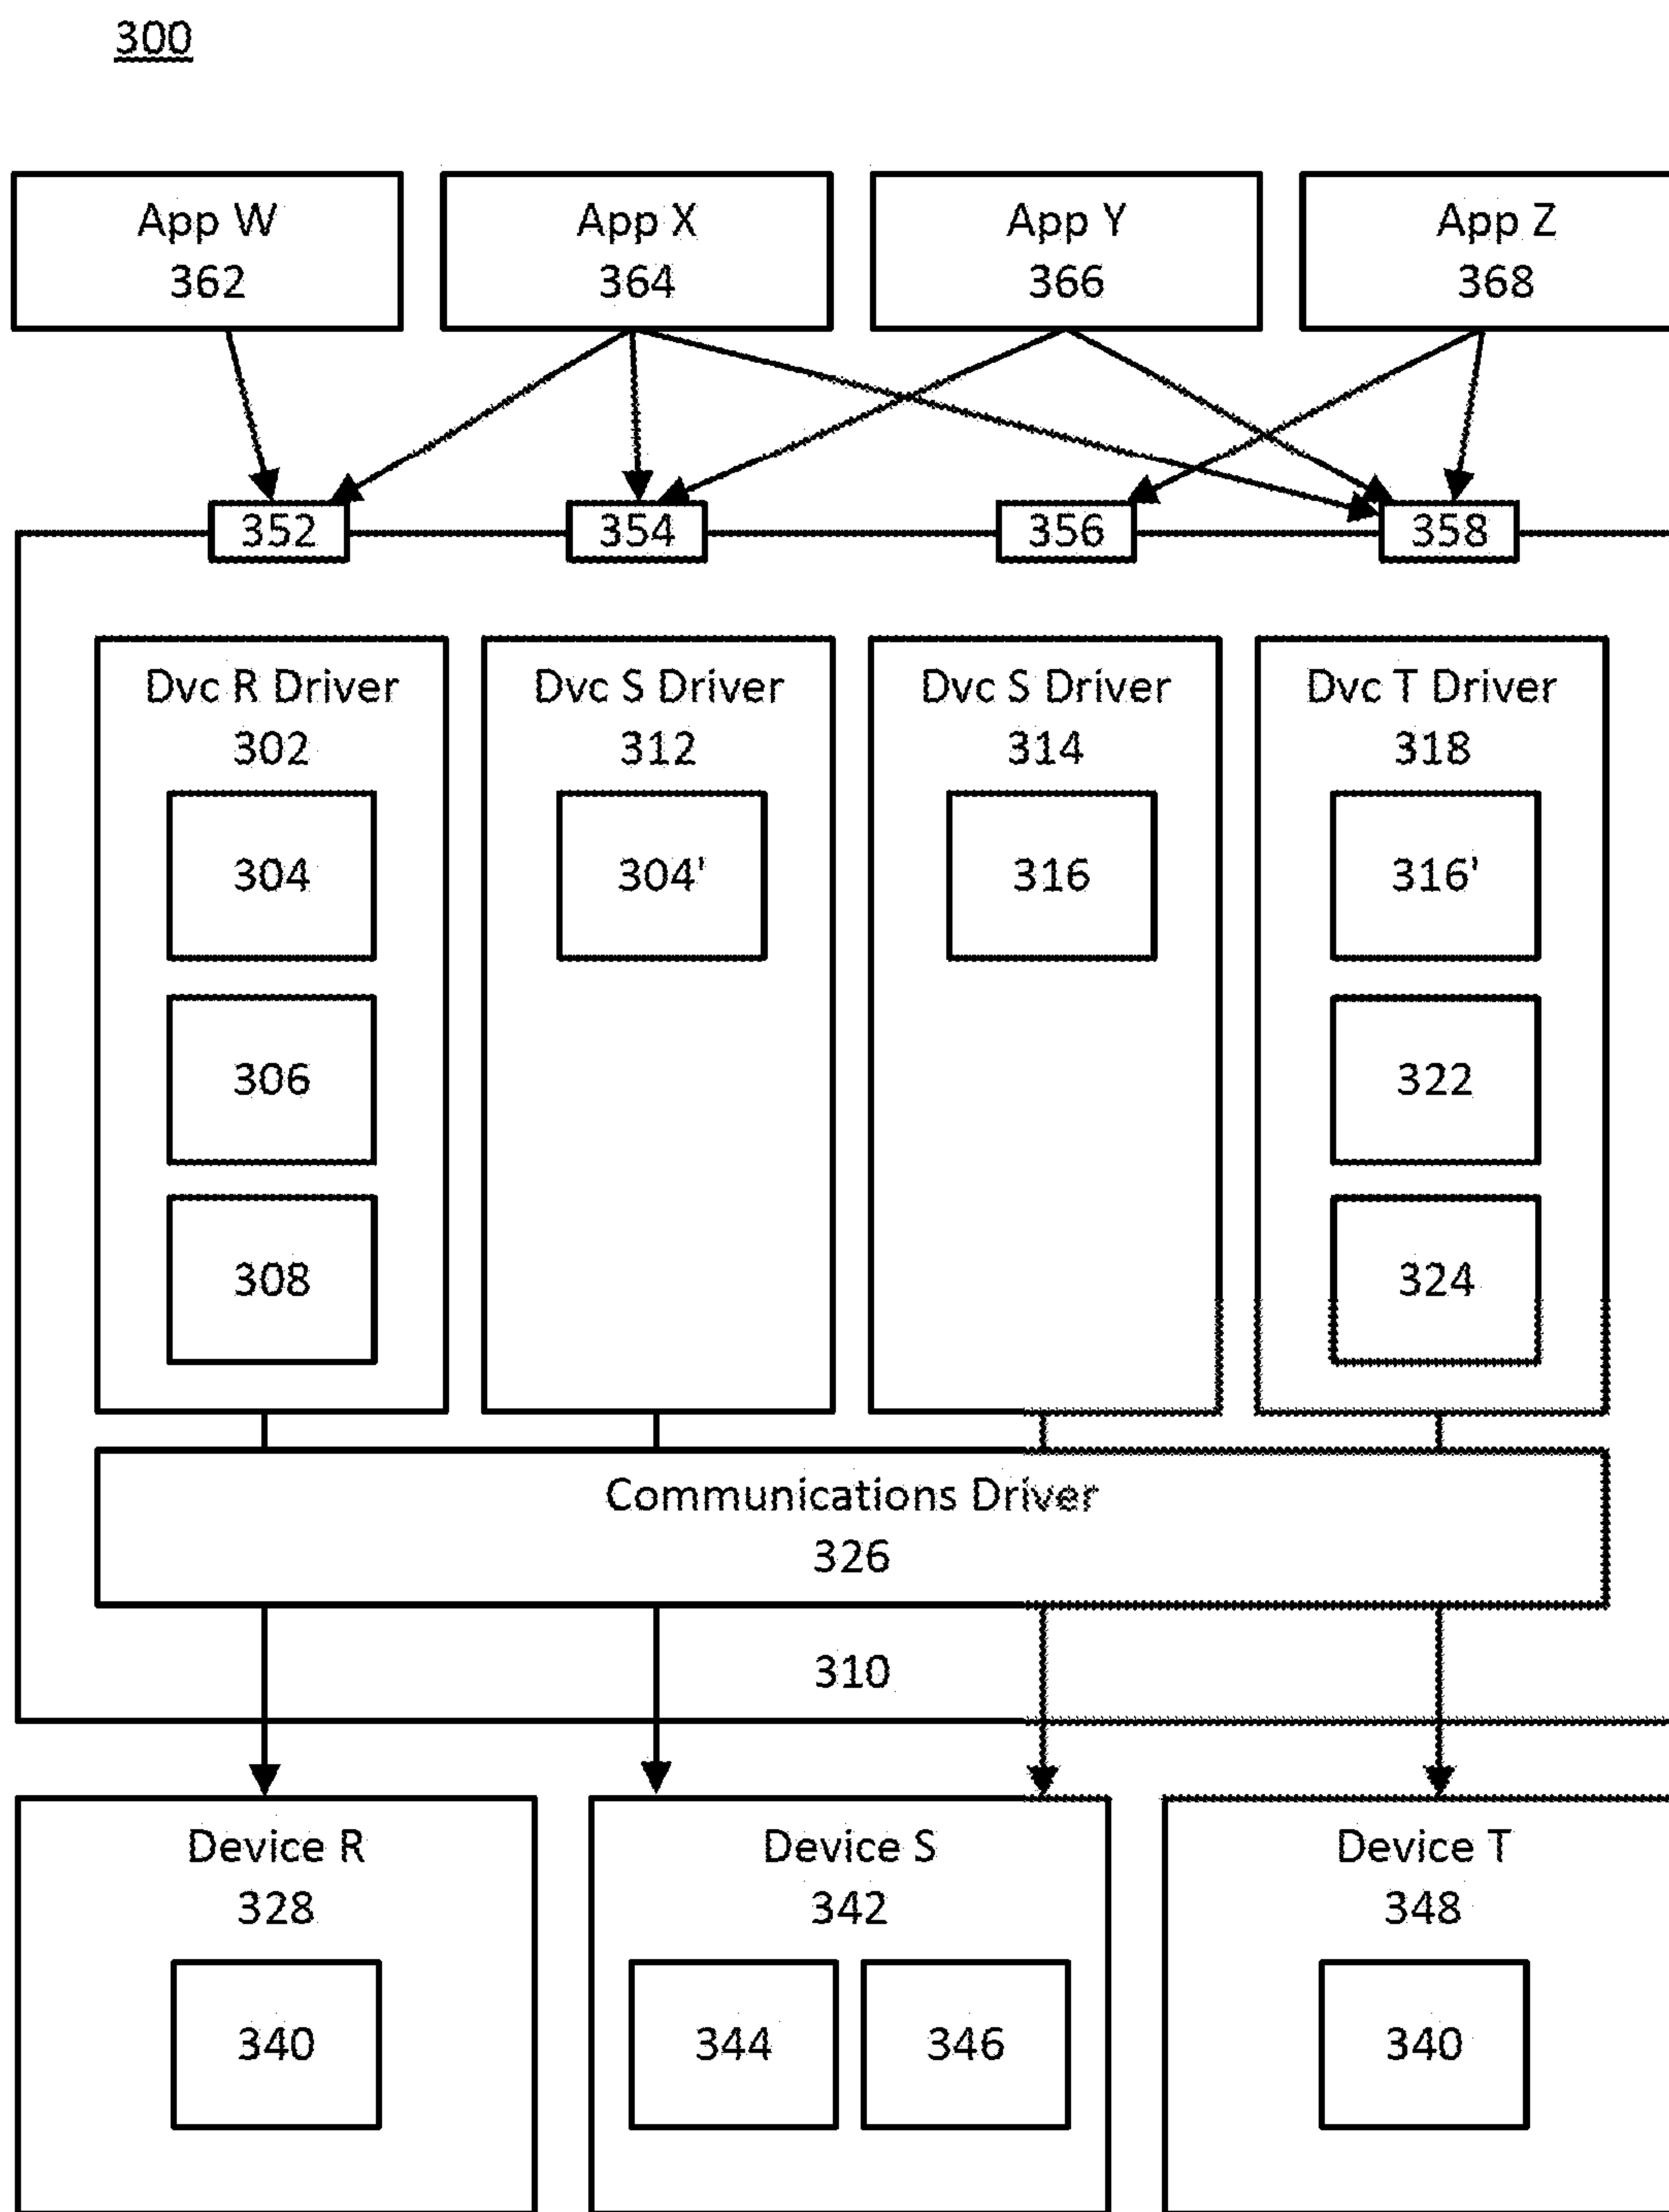 300
App W
362
App X
364
App Y
366
App Z
368
352
354
356
358
Dvc R Driver
302
304
306
308
Dvc S Driver
312
304'
Dvc S Driver
314
316
Dvc T Driver
318
316'
322
324
Communications Driver
326
310
Device R
328
340
Device S
342
344
346
Device T
348
340